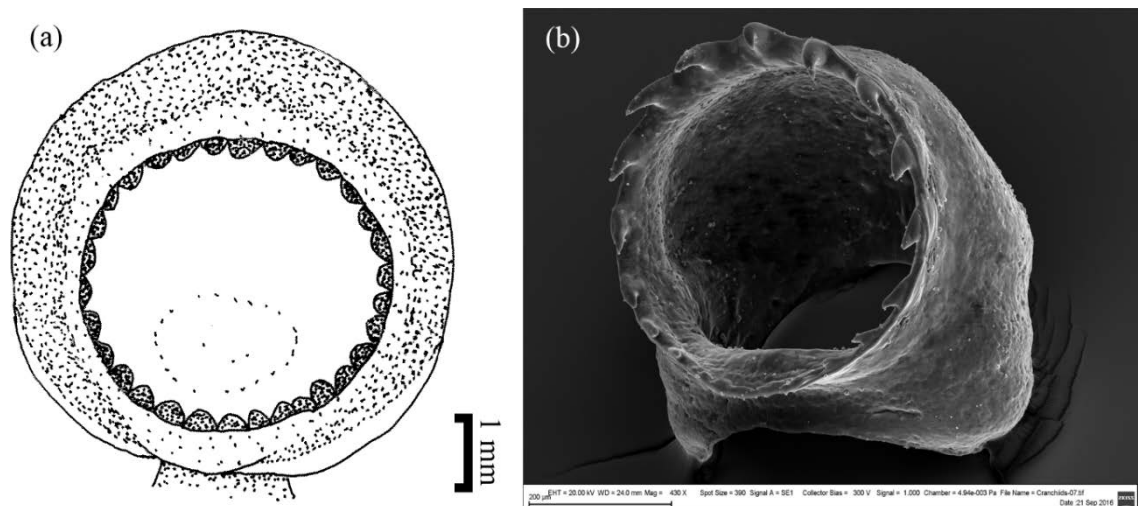 (a)
1 mm
(b)
200 µm
EHT = 20.00 kV WD = 24.0 mm Mag = 430 X Spot Size = 390 Signal A = SE1 Collector Bias = 300 V Signal = 1.000 Chamber = 4.94e-003 Pa File Name = Cranchiids-07.tif
Date :21 Sep 2016